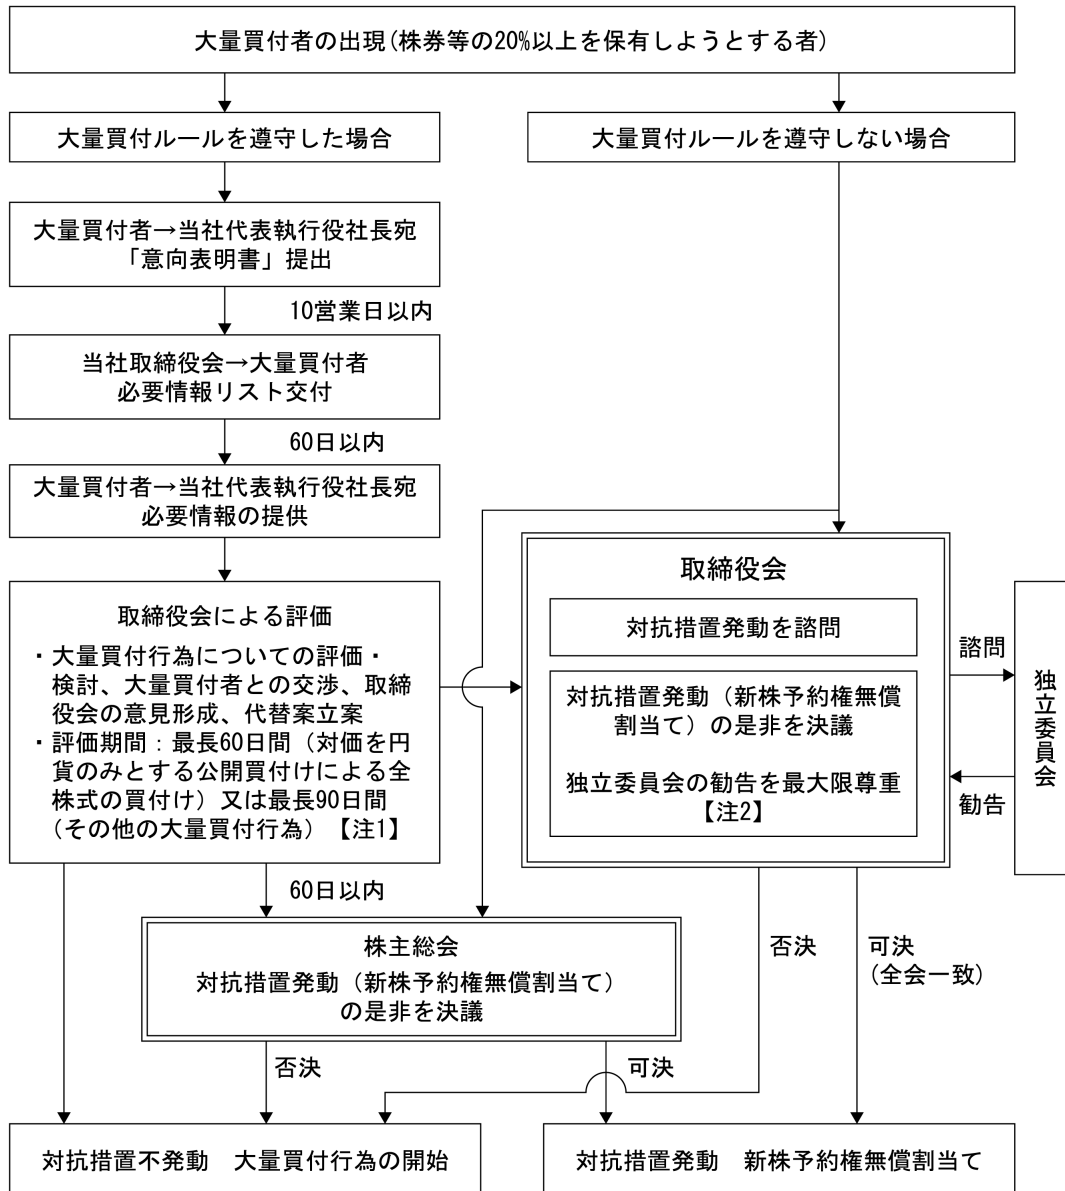 大量買付者の出現(株券等の20%以上を保有しようとする者)
大量買付ルールを遵守した場合
大量買付ルールを遵守しない場合
大量買付者→当社代表執行役社長宛
「意向表明書」提出
10営業日以内
当社取締役会→大量買付者
必要情報リスト交付
60日以内
大量買付者→当社代表執行役社長宛
必要情報の提供
取締役会による評価
・大量買付行為についての評価・
検討、大量買付者との交渉、取締
役会の意見形成、代替案立案
・評価期間：最長60日間（対価を円
貨のみとする公開買付けによる全
株式の買付け）又は最長90日間
（その他の大量買付行為）【注1】
取締役会
対抗措置発動を諮問
対抗措置発動（新株予約権無償
割当て）の是非を決議
独立委員会の勧告を最大限尊重
【注2】
諮問
勧告
独立委員会
60日以内
株主総会
対抗措置発動（新株予約権無償割当て）
の是非を決議
否決
可決
(全会一致)
否決
可決
対抗措置不発動　大量買付行為の開始
対抗措置発動　新株予約権無償割当て